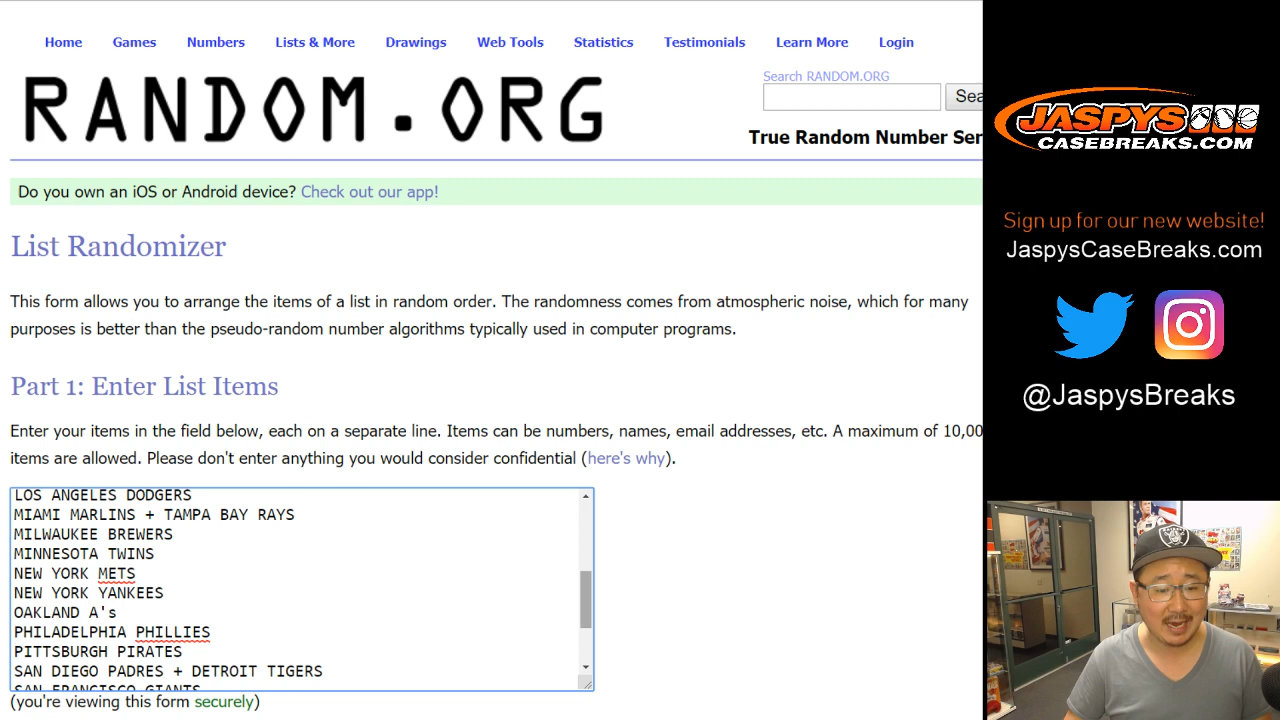 Home Games Numbers Lists & More Drawings Web Tools Statistics Testimonials Learn More Login
RANDOM.ORG
Search RANDOM.ORG
Sea
True Random Number Ser
Do you own an iOS or Android device? Check out our app!
List Randomizer
This form allows you to arrange the items of a list in random order. The randomness comes from atmospheric noise, which for many
purposes is better than the pseudo-random number algorithms typically used in computer programs.
Part 1: Enter List Items
Enter your items in the field below, each on a separate line. Items can be numbers, names, email addresses, etc. A maximum of 10,00
items are allowed. Please don't enter anything you would consider confidential (here's why).
LOS ANGELES DODGERS
MIAMI MARLINS + TAMPA BAY RAYS
MILWAUKEE BREWERS
MINNESOTA TWINS
NEW YORK METS
NEW YORK YANKEES
OAKLAND A's
PHILADELPHIA PHILLIES
PITTSBURGH PIRATES
SAN DIEGO PADRES + DETROIT TIGERS
SAN FRANCISCO GIANTS
(you're viewing this form securely)
JASPYS
CASEBREAKS.COM
Sign up for our new website!
JaspysCaseBreaks.com
@JaspysBreaks